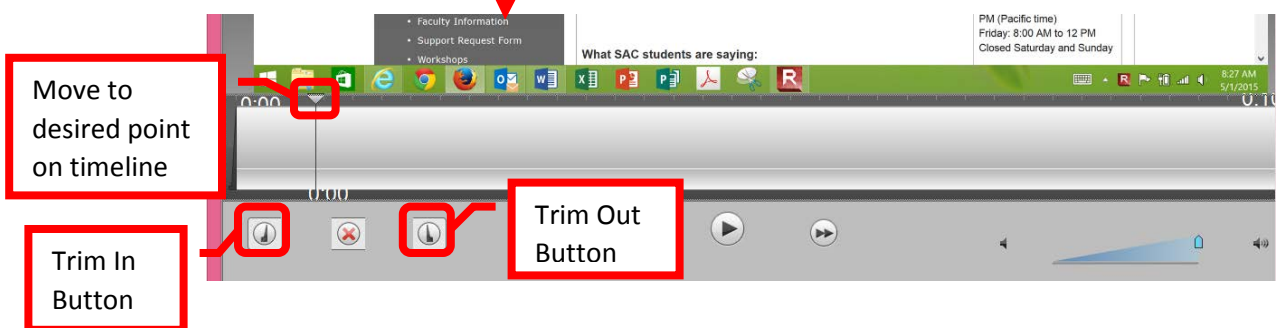 • Faculty Information
• Support Request Form
• Workshops
What SAC students are saying:
PM (Pacific time)
Friday: 8:00 AM to 12 PM
Closed Saturday and Sunday
8:27 AM
5/1/2015
Move to
desired point
on timeline
0:00
0:10
0:00
Trim In
Button
Trim Out
Button